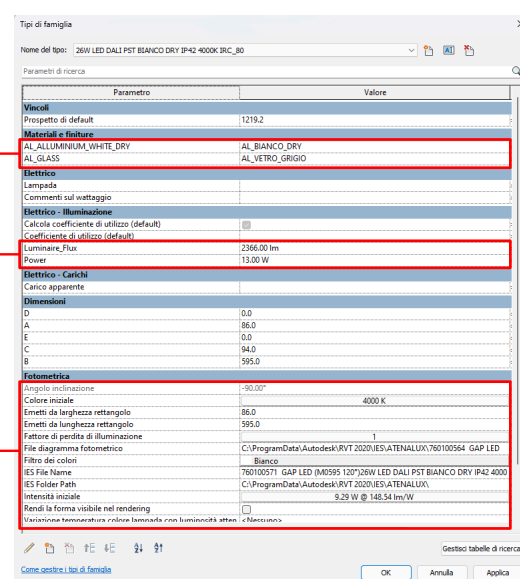 Tipi di famiglia
Nome del tipo: 26W LED DALI PST BIANCO DRY IP42 4000K IRC_80
Parametri di ricerca
Parametro Valore
Vincoli
Prospetto di default 1219.2
Materiali e finiture
AL_ALLUMINIUM_WHITE_DRY AL_BIANCO_DRY
AL_GLASS AL_VETRO_GRIGIO
Elettrico
Lampada
Commenti sul wattaggio
Elettrico - Illuminazione
Calcola coefficiente di utilizzo (default)
Coefficiente di utilizzo (default)
Luminaire_Flux 2366.00 lm
Power 13.00 W
Elettrico - Carichi
Carico apparente
Dimensioni
D 0.0
A 86.0
E 0.0
C 94.0
B 595.0
Fotometrica
Angolo inclinazione -90.00°
Colore iniziale 4000 K
Emetti da larghezza rettangolo 86.0
Emetti da lunghezza rettangolo 595.0
Fattore di perdita di illuminazione 1
File diagramma fotometrico C:\ProgramData\Autodesk\RVT 2020\IES\ATENALUX\760100564 GAP LED
Filtro dei colori Bianco
IES File Name 760100571 GAP LED (M0595 120°)26W LED DALI PST BIANCO DRY IP42 4000
IES Folder Path C:\ProgramData\Autodesk\RVT 2020\IES\ATENALUX\
Intensità iniziale 9.29 W @ 148.54 lm/W
Rendi la forma visibile nel rendering
Variazione temperatura colore lampada con luminosità atten <Nessuno>
Gestisci tabelle di ricerca
Come gestire i tipi di famiglia
OK Annulla Applica